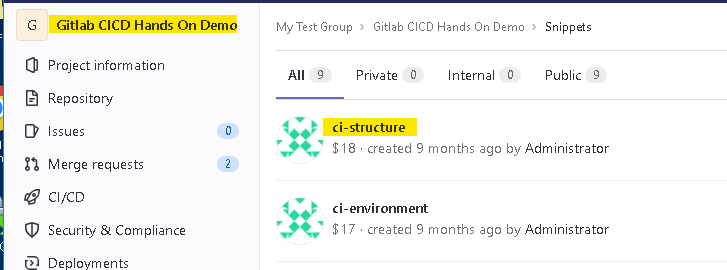 G Gitlab CICD Hands On Demo
Project information
Repository
Issues 0
Merge requests 2
CI/CD
Security & Compliance
Deployments
My Test Group > Gitlab CICD Hands On Demo > Snippets
All 9 Private 0 Internal 0 Public 9
ci-structure
$18 · created 9 months ago by Administrator
ci-environment
$17 · created 9 months ago by Administrator